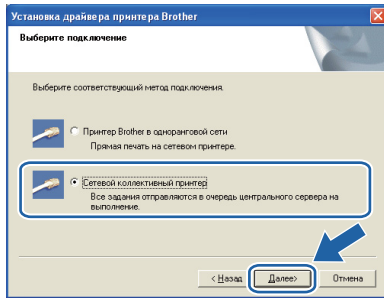 Установка драйвера принтера Brother
Выберите подключение
Выберите соответствующий метод подключения.
Принтер Brother в одноранговой сети
Прямая печать на сетевом принтере.
Сетевой коллективный принтер
Все задания отправляются в очередь центрального сервера на
выполнение.
< Назад Далее> Отмена